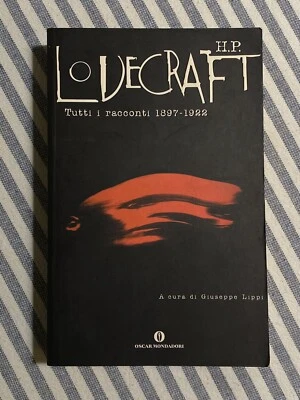 H.P.
LOVECRAFT
Tutti i racconti 1897-1922
A cura di Giuseppe Lippi
OSCAR MONDADORI